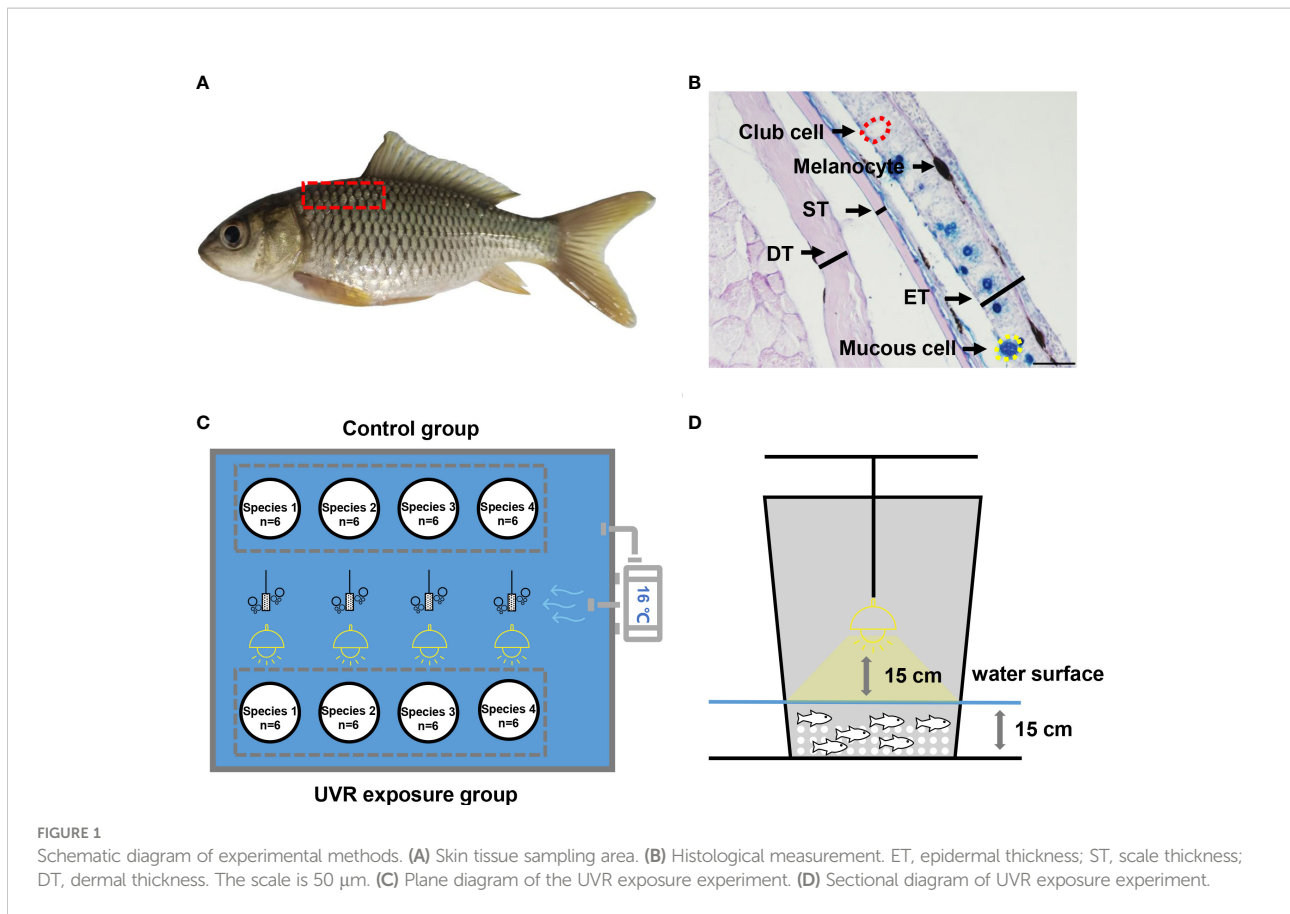 A
B
Club cell
Melanocyte
ST
DT
ET
Mucous cell
C
Control group
Species 1 n=6
Species 2 n=6
Species 3 n=6
Species 4 n=6
16 °C
Species 1 n=6
Species 2 n=6
Species 3 n=6
Species 4 n=6
UVR exposure group
D
15 cm
water surface
15 cm
FIGURE 1
Schematic diagram of experimental methods. (A) Skin tissue sampling area. (B) Histological measurement. ET, epidermal thickness; ST, scale thickness;
DT, dermal thickness. The scale is 50 μm. (C) Plane diagram of the UVR exposure experiment. (D) Sectional diagram of UVR exposure experiment.